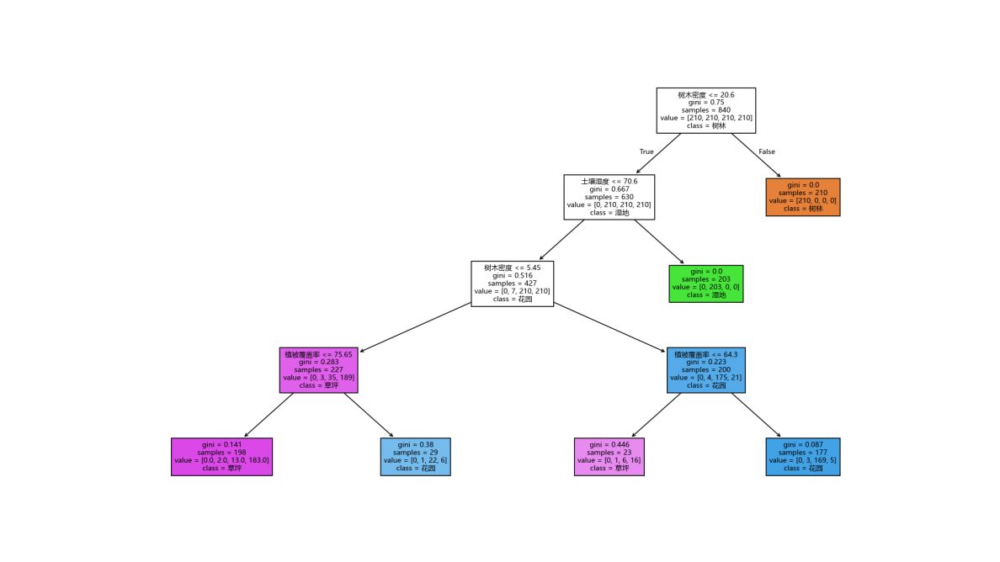 树木密度 <= 20.6
gini = 0.75
samples = 840
value = [210, 210, 210, 210]
class = 树林
True
False
土壤湿度 <= 70.6
gini = 0.667
samples = 630
value = [0, 210, 210, 210]
class = 湿地
gini = 0.0
samples = 210
value = [210, 0, 0, 0]
class = 树林
树木密度 <= 5.45
gini = 0.516
samples = 427
value = [0, 7, 210, 210]
class = 花园
gini = 0.0
samples = 203
value = [0, 203, 0, 0]
class = 湿地
植被覆盖率 <= 75.65
gini = 0.283
samples = 227
value = [0, 3, 35, 189]
class = 草坪
植被覆盖率 <= 64.3
gini = 0.223
samples = 200
value = [0, 4, 175, 21]
class = 花园
gini = 0.141
samples = 198
value = [0.0, 2.0, 13.0, 183.0]
class = 草坪
gini = 0.38
samples = 29
value = [0, 1, 22, 6]
class = 花园
gini = 0.446
samples = 23
value = [0, 1, 6, 16]
class = 草坪
gini = 0.087
samples = 177
value = [0, 3, 169, 5]
class = 花园